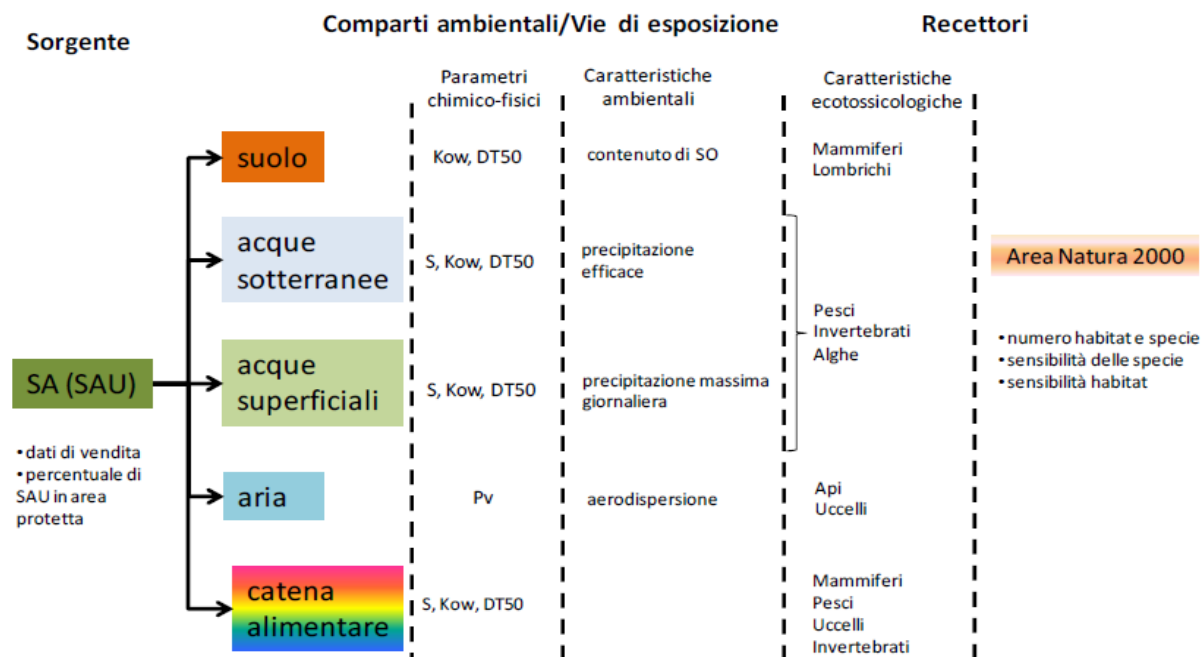 Sorgente
Comparti ambientali/Vie di esposizione
Recettori
Parametri
chimico-fisici
Caratteristiche
ambientali
Caratteristiche
ecotossicologiche
suolo
Kow, DT50
contenuto di SO
Mammiferi
Lombrichi
acque
sotterranee
S, Kow, DT50
precipitazione
efficace
Area Natura 2000
Pesci
Invertebrati
Alghe
•numero habitat e specie
•sensibilità delle specie
•sensibilità habitat
SA (SAU)
acque
superficiali
S, Kow, DT50
precipitazione massima
giornaliera
•dati di vendita
•percentuale di
SAU in area
protetta
aria
Pv
aerodispersione
Api
Uccelli
catena
alimentare
S, Kow, DT50
Mammiferi
Pesci
Uccelli
Invertebrati